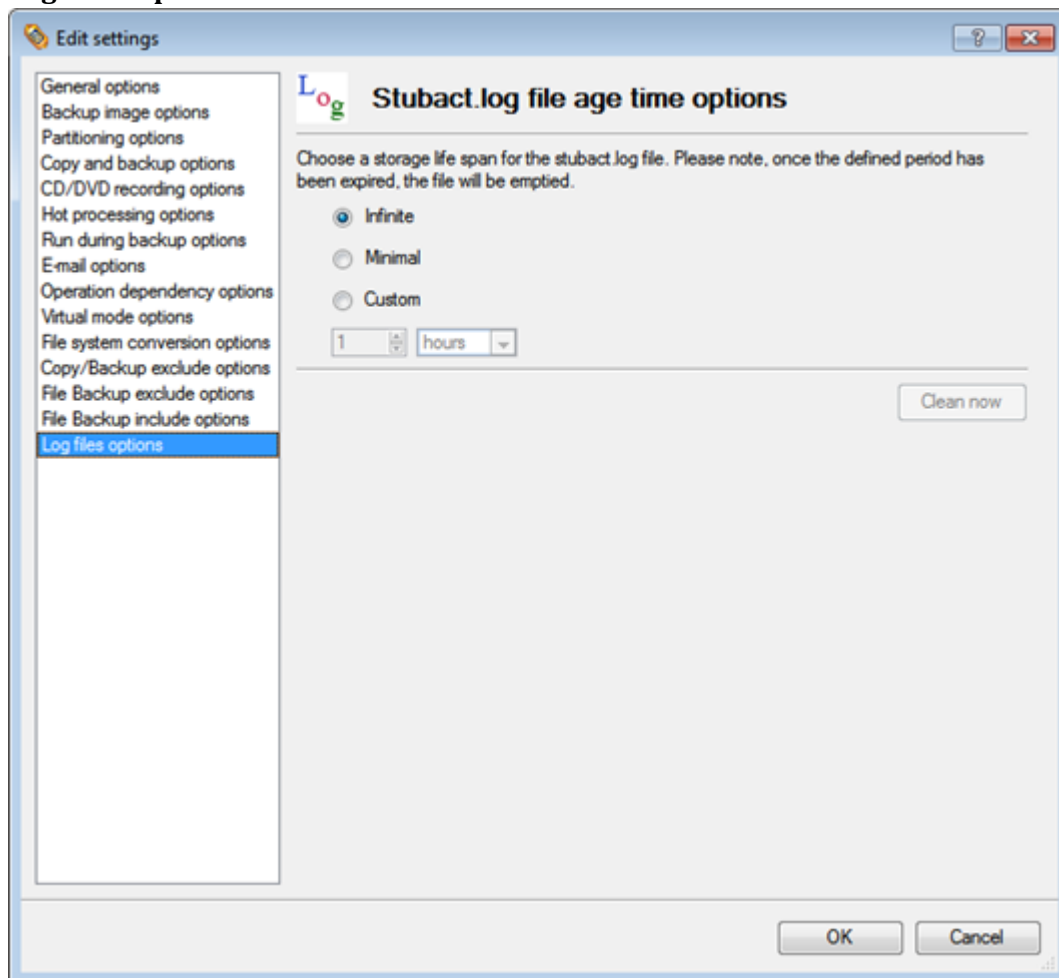 Edit settings
General options
Backup image options
Partitioning options
Copy and backup options
CD/DVD recording options
Hot processing options
Run during backup options
E-mail options
Operation dependency options
Virtual mode options
File system conversion options
Copy/Backup exclude options
File Backup exclude options
File Backup include options
Log files options
Log
Stubact.log file age time options
Choose a storage life span for the stubact.log file. Please note, once the defined period has
been expired, the file will be emptied.
Infinite
Minimal
Custom
1 hours
Clean now
OK Cancel